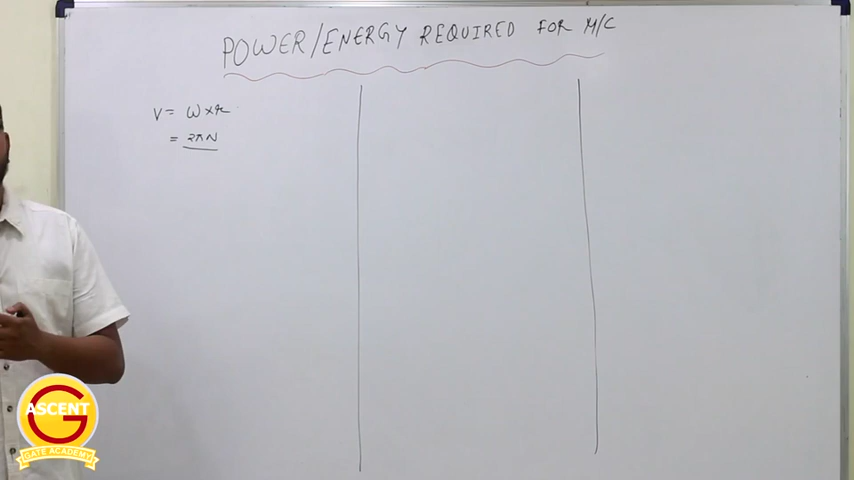 POWER/ENERGY REQUIRED FOR M/C
V = ω×r
= 2πN
ASCENT
GATE ACADEMY